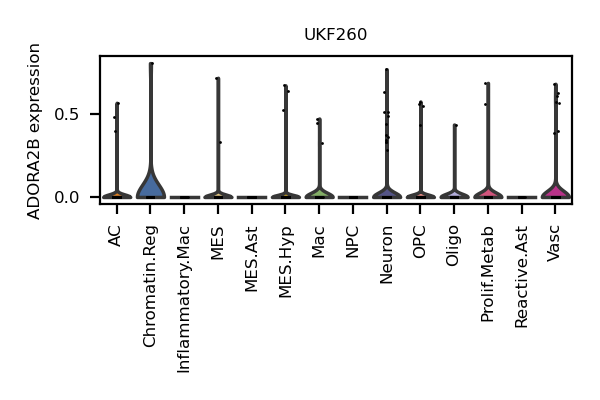 UKF260
ADORA2B expression
0.5
0.0
AC
Chromatin.Reg
Inflammatory.Mac
MES
MES.Ast
MES.Hyp
Mac
NPC
Neuron
OPC
Oligo
Prolif.Metab
Reactive.Ast
Vasc